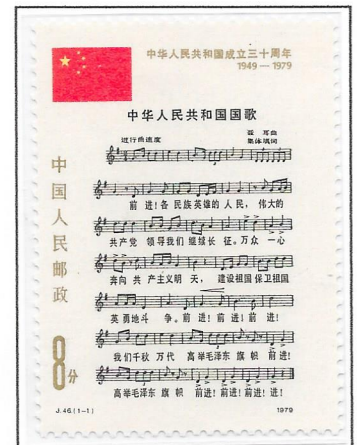 中华人民共和国成立三十周年
1949—1979
中华人民共和国国歌
进行曲速度
聂耳曲
集体填词
前进!各民族英雄的人民,伟大的
共产党 领导我们继续长征。万众一心
奔向共产主义明天,建设祖国保卫祖国
英勇地斗争。前进!前进!前进!
我们千秋万代 高举毛泽东旗帜 前进!
高举毛泽东旗帜 前进!前进!前进!进!
中国人民邮政
8分
J.46.(1-1)
1979